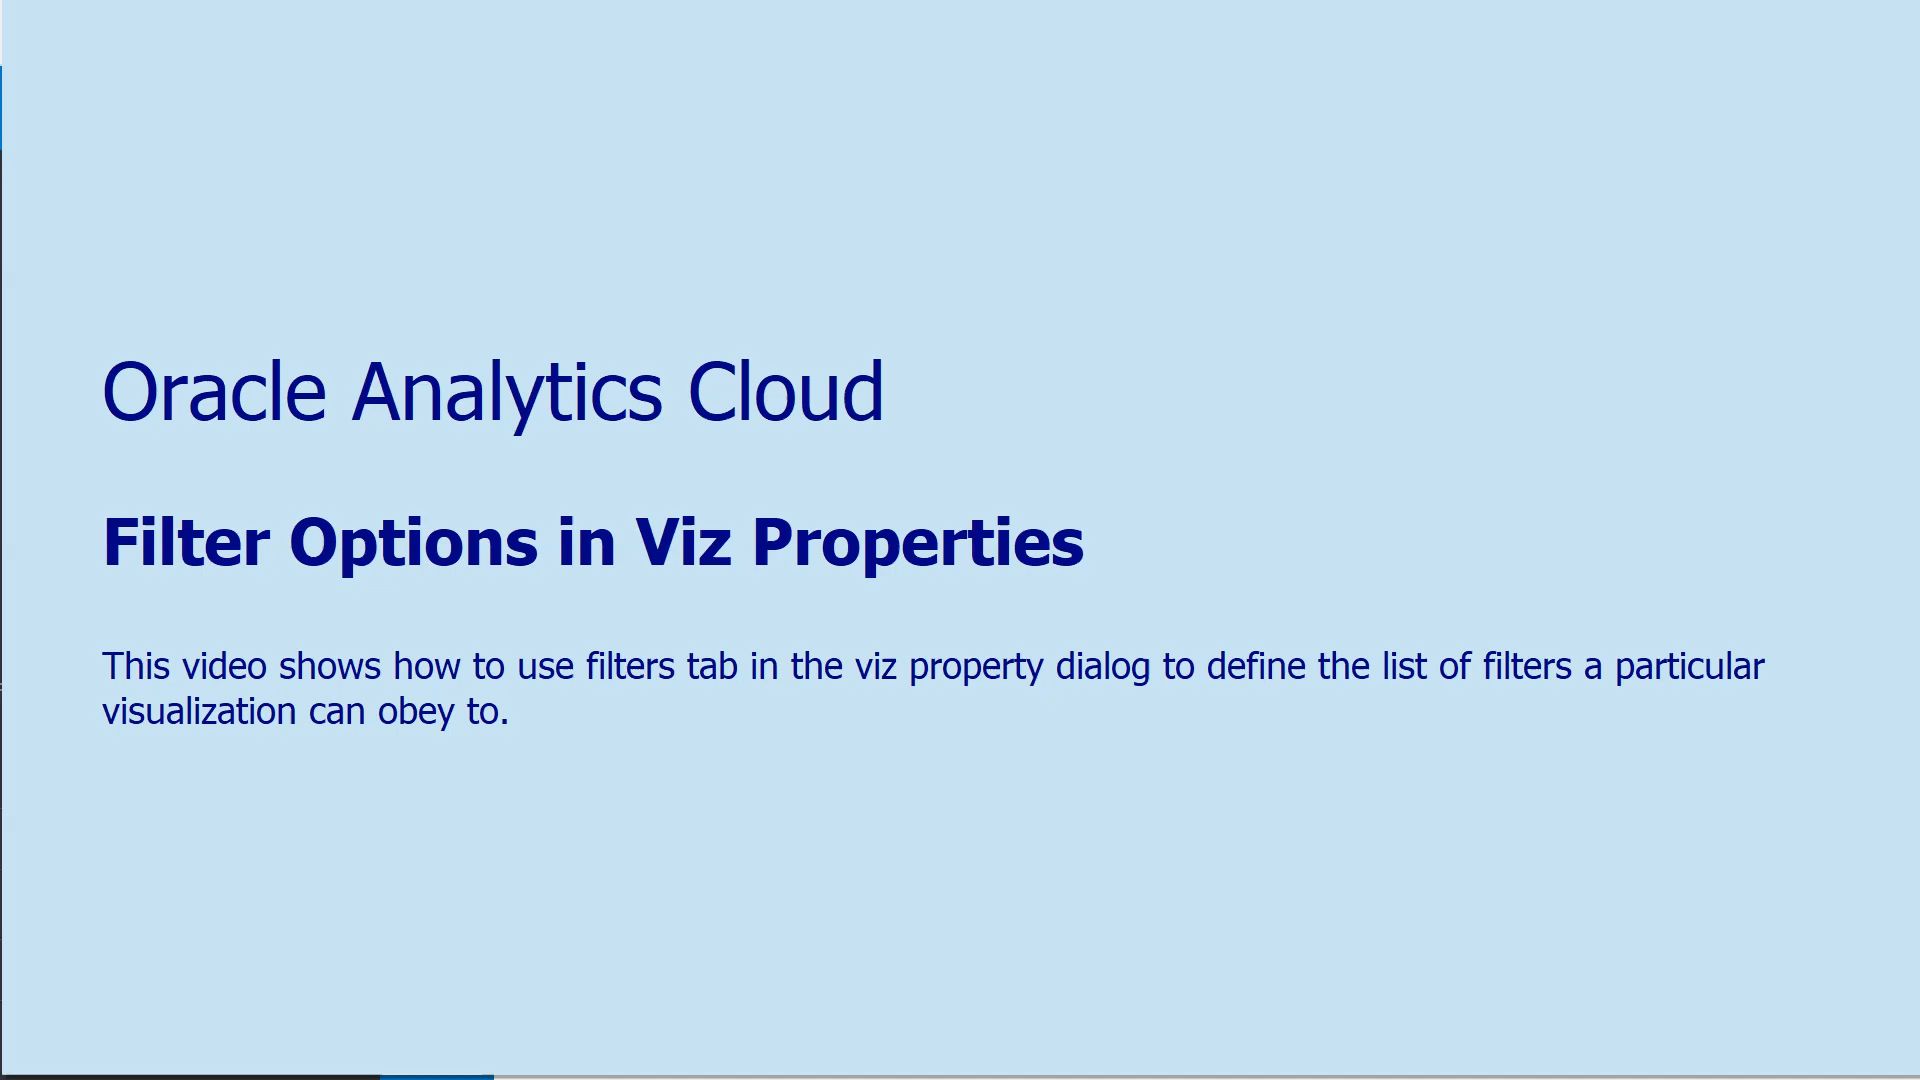 Oracle Analytics Cloud
Filter Options in Viz Properties
This video shows how to use filters tab in the viz property dialog to define the list of filters a particular
visualization can obey to.